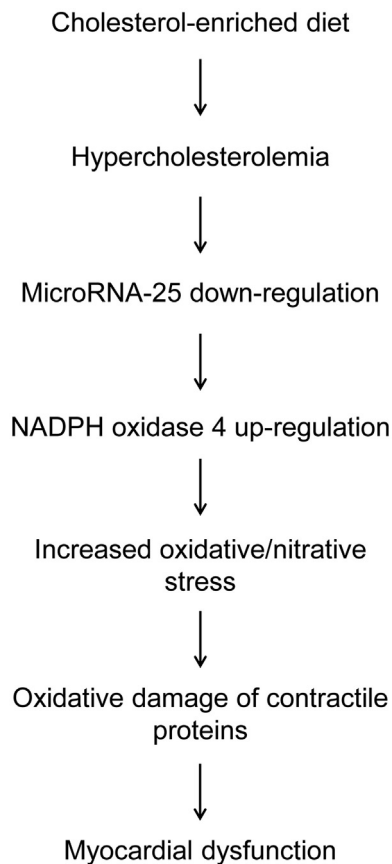 Cholesterol-enriched diet
Hypercholesterolemia
MicroRNA-25 down-regulation
NADPH oxidase 4 up-regulation
Increased oxidative/nitrative
stress
Oxidative damage of contractile
proteins
Myocardial dysfunction